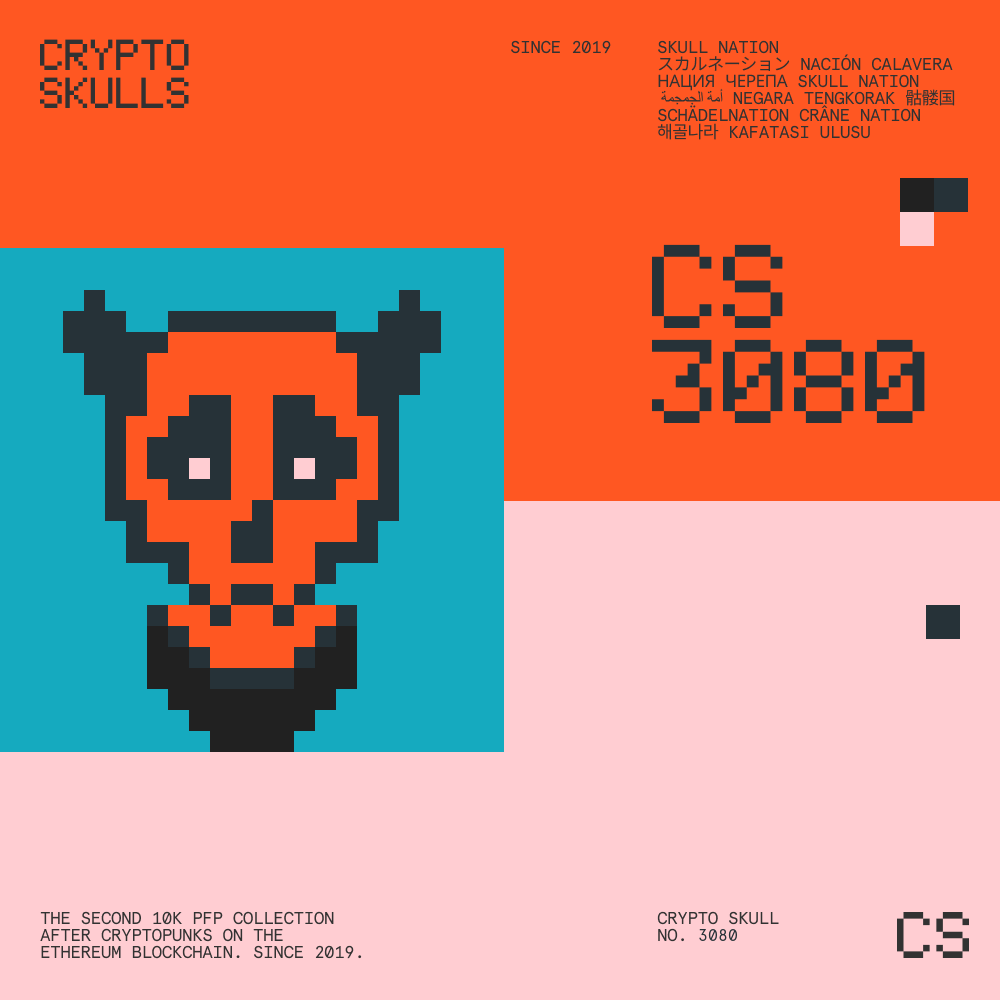 CRYPTO
SKULLS
SINCE 2019
SKULL NATION
スカルネーション NACIÓN CALAVERA
НАЦИЯ ЧЕРЕПА SKULL NATION
أمة الجمجمة NEGARA TENGKORAK 骷髅国
SCHÄDELNATION CRÂNE NATION
해골나라 KAFATASI ULUSU
CS
3080
THE SECOND 10K PFP COLLECTION
AFTER CRYPTOPUNKS ON THE
ETHEREUM BLOCKCHAIN. SINCE 2019.
CRYPTO SKULL
NO. 3080
CS